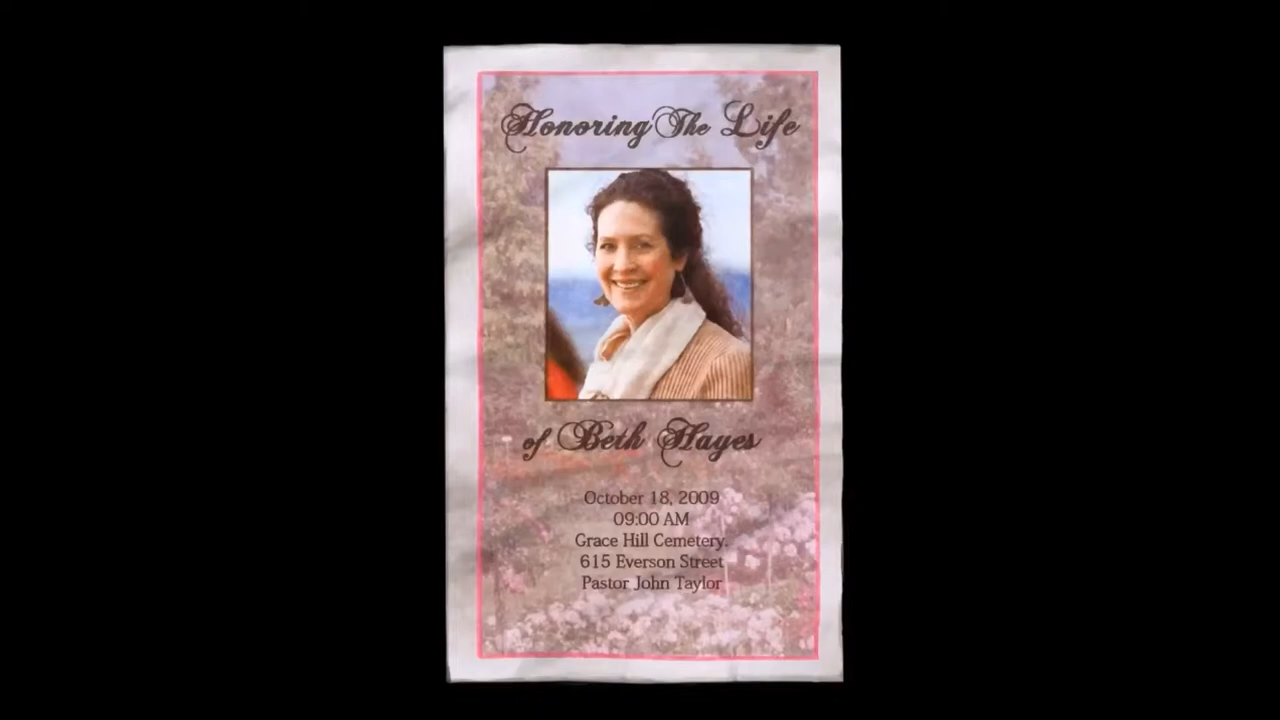 Honoring The Life
of Beth Hayes
October 18, 2009
09:00 AM
Grace Hill Cemetery.
615 Everson Street
Pastor John Taylor